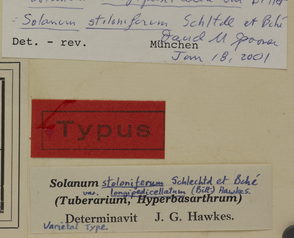 Solanum stoloniferum Schltdl et Bché
David M Spooner
Det. - rev. München
Jan 18, 2001
Typus
Solanum stoloniferum Schlechtd et Bché
var. longipedicellatum (Bitt) Hawkes.
(Tuberarium, Hyperbasarthrum)
Determinavit J. G. Hawkes.
Varietal Type